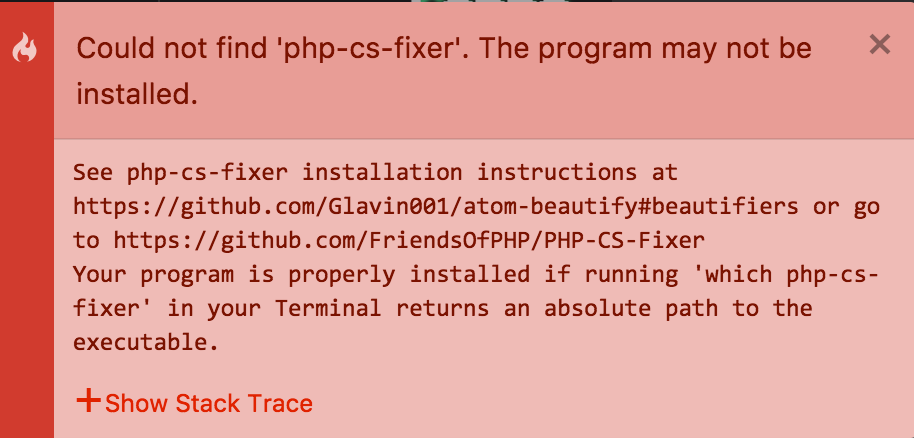 Could not find 'php-cs-fixer'. The program may not be
installed.
See php-cs-fixer installation instructions at
https://github.com/Glavin001/atom-beautify#beautifiers or go
to https://github.com/FriendsOfPHP/PHP-CS-Fixer
Your program is properly installed if running 'which php-cs-
fixer' in your Terminal returns an absolute path to the
executable.
+Show Stack Trace